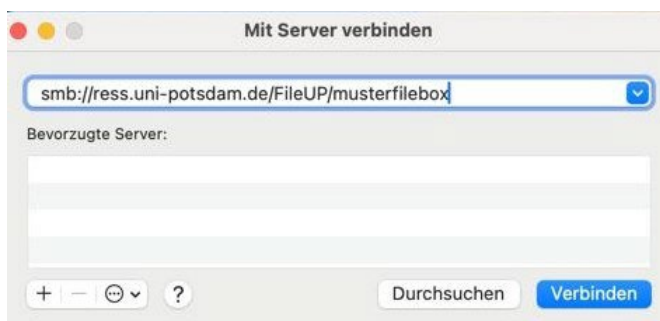 Mit Server verbinden
smb://ress.uni-potsdam.de/FileUP/musterfilebox
Bevorzugte Server:
+ − ?
Durchsuchen Verbinden